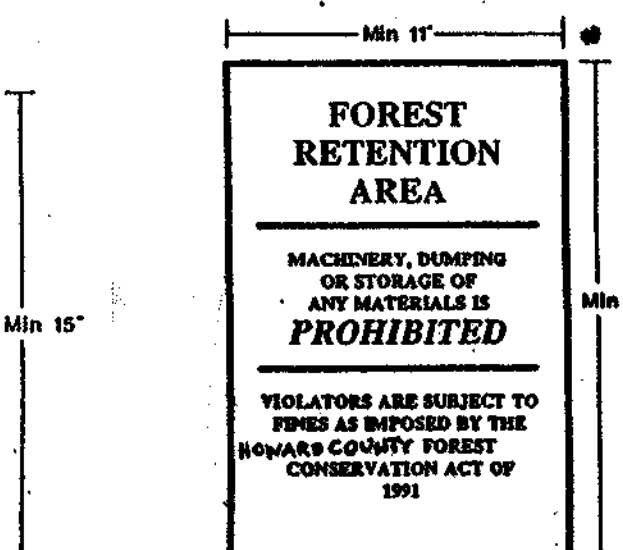 Min 11"
FOREST
RETENTION
AREA
MACHINERY, DUMPING
OR STORAGE OF
ANY MATERIALS IS
PROHIBITED
Min 15"
Min
VIOLATORS ARE SUBJECT TO
FINES AS IMPOSED BY THE
HOWARD COUNTY FOREST
CONSERVATION ACT OF
1991